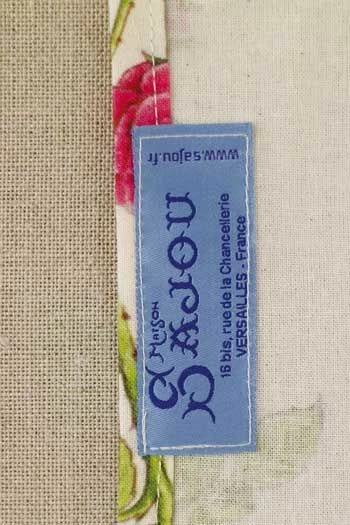 MAISON
SAJOU
16 bis, rue de la Chancellerie
VERSAILLES - France
www.sajou.fr